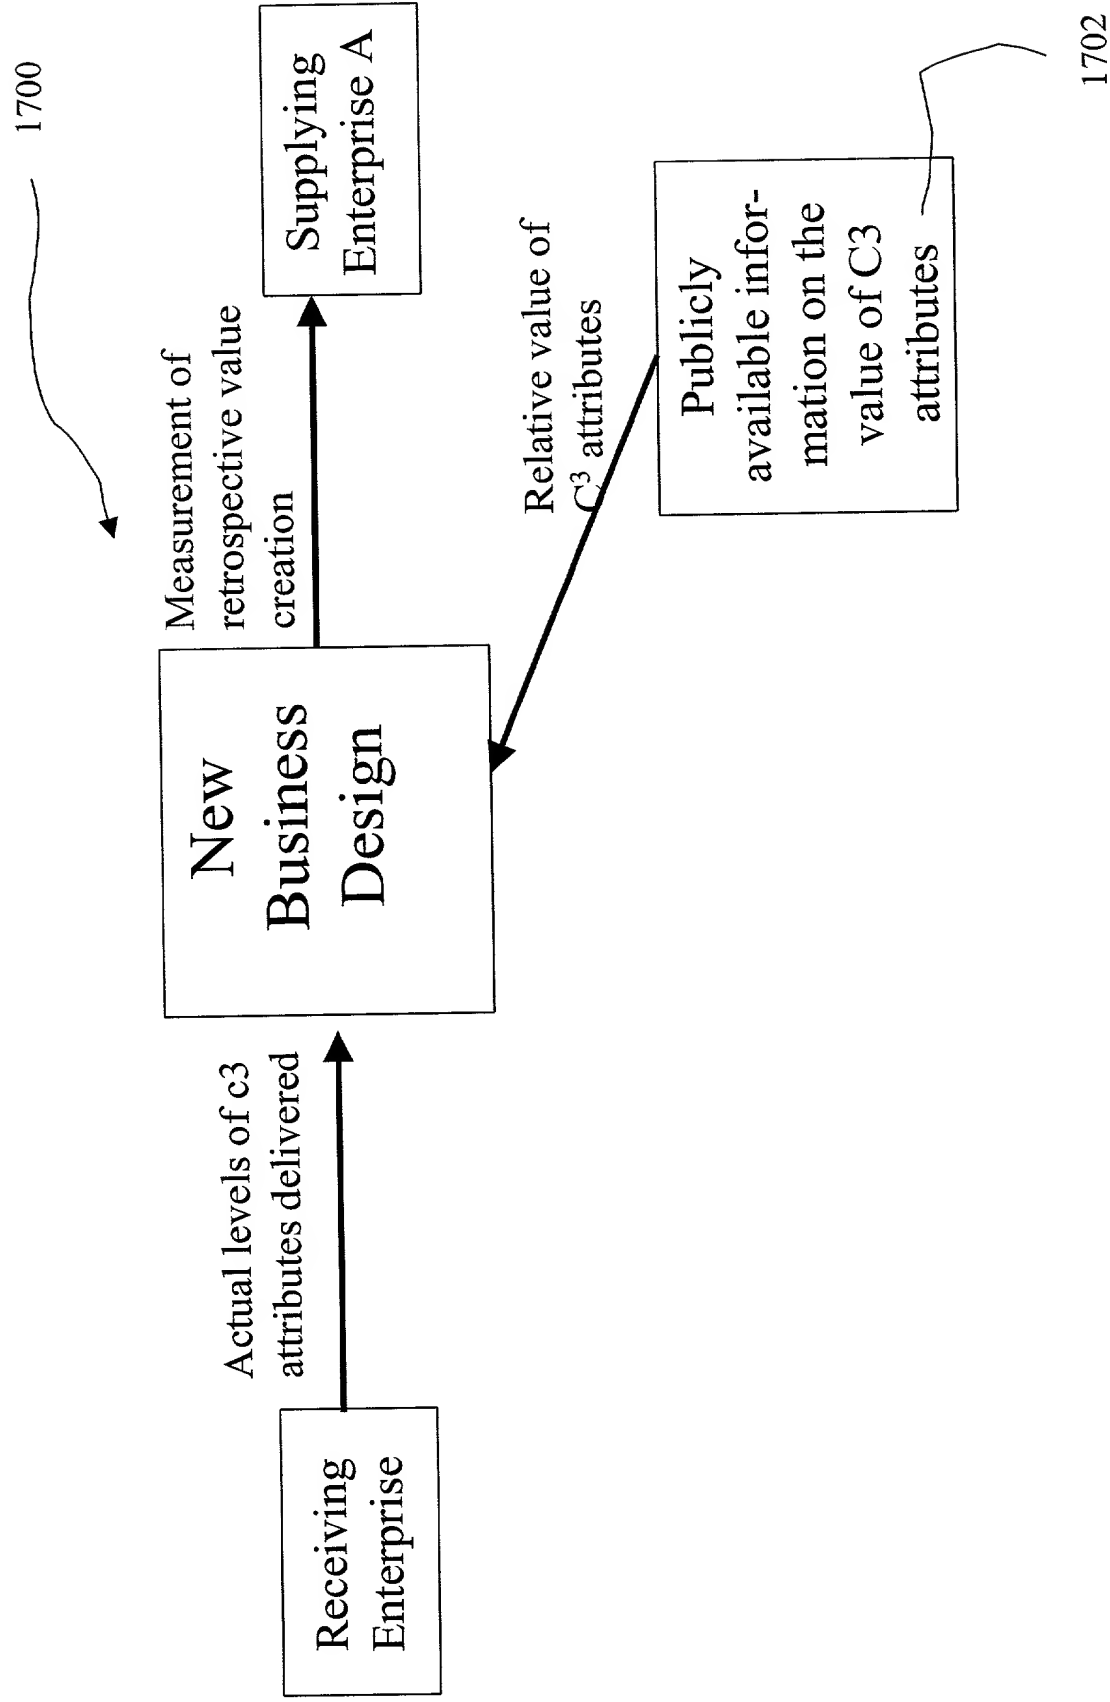 1700
Receiving
Enterprise
Actual levels of c3
attributes delivered
New
Business
Design
Measurement of
retrospective value
creation
Supplying
Enterprise A
Relative value of
C³ attributes
Publicly
available infor-
mation on the
value of C3
attributes
1702